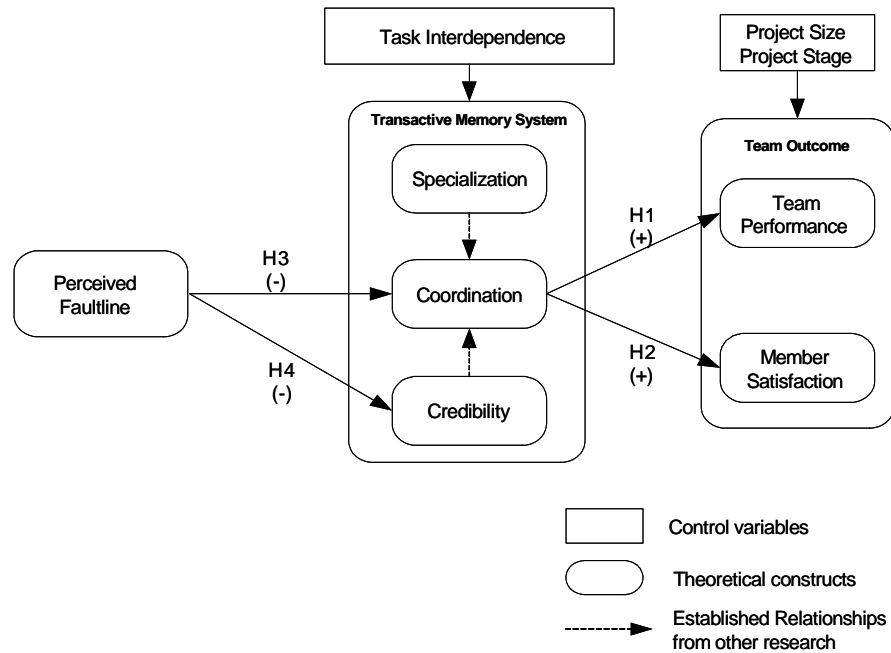 Task Interdependence
Project Size
Project Stage
Transactive Memory System
Team Outcome
Specialization
Team
Performance
H1
(+)
H3
(-)
Perceived
Faultline
Coordination
H2
(+)
Member
Satisfaction
H4
(-)
Credibility
Control variables
Theoretical constructs
Established Relationships
from other research